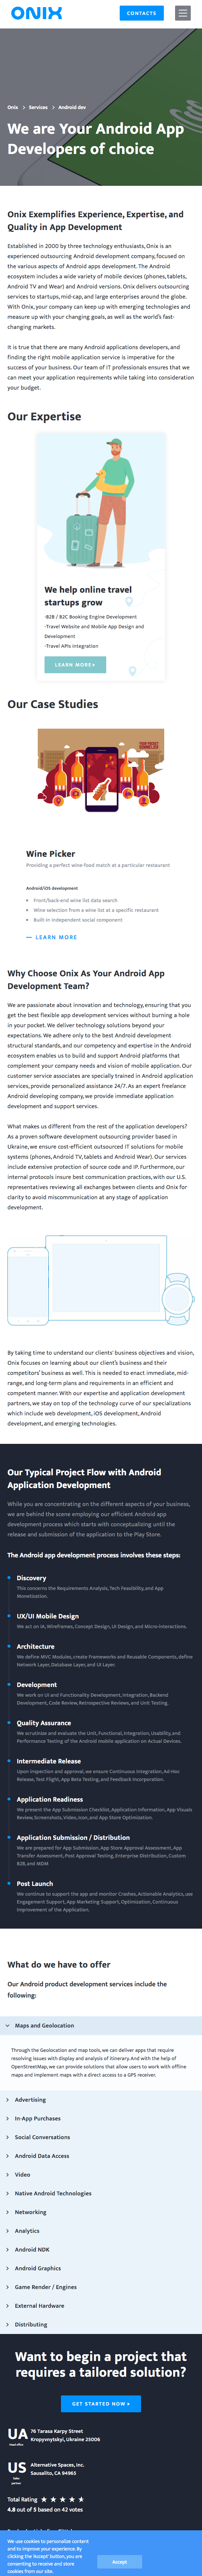 ONIX
CONTACTS
Onix > Services > Android dev
We are Your Android App
Developers of choice
Onix Exemplifies Experience, Expertise, and
Quality in App Development
Established in 2000 by three technology enthusiasts, Onix is an
experienced outsourcing Android development company, focused on
the various aspects of Android apps development. The Android
ecosystem includes a wide variety of mobile devices (phones, tablets,
Android TV and Wear) and Android versions. Onix delivers outsourcing
services to startups, mid-cap, and large enterprises around the globe.
With Onix, your company can keep up with emerging technologies and
measure up with your changing goals, as well as the world's fast-
changing markets.
It is true that there are many Android applications developers, and
finding the right mobile application service is imperative for the
success of your business. Our team of IT professionals ensures that we
can meet your application requirements while taking into consideration
your budget.
Our Expertise
We help online travel
startups grow
-B2B / B2C Booking Engine Development
-Travel Website and Mobile App Design and
Development
-Travel APIs integration
LEARN MORE >
Our Case Studies
Wine Picker
Providing a perfect wine-food match at a particular restaurant
Android/iOS development
Front/back-end wine list data search
Wine selection from a wine list at a specific restaurant
Built-in independent social component
— LEARN MORE
Why Choose Onix As Your Android App
Development Team?
We are passionate about innovation and technology, ensuring that you
get the best flexible app development services without burning a hole
in your pocket. We deliver technology solutions beyond your
expectations. We adhere only to the best Android development
structural standards, and our competency and expertise in the Android
ecosystem enables us to build and support Android platforms that
complement your company needs and vision of mobile application. Our
customer service associates are specially trained in Android software
services, provide personalized assistance 24/7. As an expert freelance
Android developing company, we provide immediate application
development and support services.
What makes us different from the rest of the application developers?
As a proven software development outsourcing provider based in
Ukraine, we ensure cost-efficient outsourced IT solutions for mobile
systems (phones, Android TV, tablets and Android Wear). Our services
include extensive protection of source code and IP. Furthermore, our
internal protocols insure best communication practices, with our U.S.
representatives reviewing all exchanges between clients and Onix for
clarity to avoid miscommunication at any stage of application
development.
By taking time to understand our clients' business objectives and vision,
Onix focuses on learning about our client's business and their
competitors' business as well. This is needed to enact immediate, mid-
range, and long-term plans and requirements in an efficient and
competent manner. With our expertise and application development
partners, we stay on top of the technology curve of our specializations
which include web development, iOS development, Android
development, and emerging technologies.
Our Typical Project Flow with Android
Application Development
While you are concentrating on the different aspects of your business,
we are behind the scene employing our efficient Android app
development process which starts with conceptualizing until the
release and submission of the application to the Play Store.
The Android app development process involves these steps:
Discovery
This concerns the Requirements Analysis, Tech Feasibility, and App
Monetization.
UX/UI Mobile Design
We act on IA, Wireframes, Concept Design, UI Design, and Micro-Interactions.
Architecture
We define MVC Modules, create Frameworks and Reusable Components, define
Network Layer, Database Layer, and UI Layer.
Development
We work on UI and Functionality Development, Integration, Backend
Development, Code Review, Retrospective Reviews, and Unit Testing.
Quality Assurance
We scrutinise and evaluate the Unit, Functional, Integration, Usability, and
Performance Testing of the Android mobile application on Actual Devices.
Intermediate Release
Upon inspection and approval, we ensure Continuous Integration, Ad Hoc
Release, Test Flight, App Beta Testing, and Feedback Incorporation.
Application Readiness
We present the App Submission Checklist, Application Information, App Visuals
Review, Screenshots, Video, Icon, and App Store Optimisation.
Application Submission / Distribution
We are prepared for App Submission, App Store Approval Assessment, App
Transfer Assessment, Post Approval Testing, Enterprise Distribution, Custom
B2B, and MDM
Post Launch
We continue to support the app and monitor Crashes, Actionable Analytics, use
Engagement Support, App Marketing Support, Optimisation, Continuous
Improvement of the Application.
What do we have to offer
Our Android product development services include the
following:
Maps and Geolocation
Through the Geolocation and map tools, we can deliver apps that require
resolving issues with display and analysis of itinerary. And with the help of
OpenStreetMap, we can help provide solutions that allow users to work with offline
maps and implement maps with a direct access to a GPS receiver.
Advertising
In-App Purchases
Social Conversations
Android Data Access
Video
Native Android Technologies
Networking
Analytics
Android NDK
Android Graphics
Game Render / Engines
External Hardware
Distributing
Want to begin a project that
requires a tailored solution?
GET STARTED NOW >
UA
Head office
76 Tarasa Karpy Street
Kropyvnytskyi, Ukraine 25006
US
Sales
partner
Alternative Spaces, Inc.
Sausalito, CA 94965
Total Rating
4.8 out of 5 based on 42 votes
We use cookies to personalize content
and to improve your experience. By
clicking the 'Accept' button, you are
consenting to receive and store
cookies from our site.
Accept